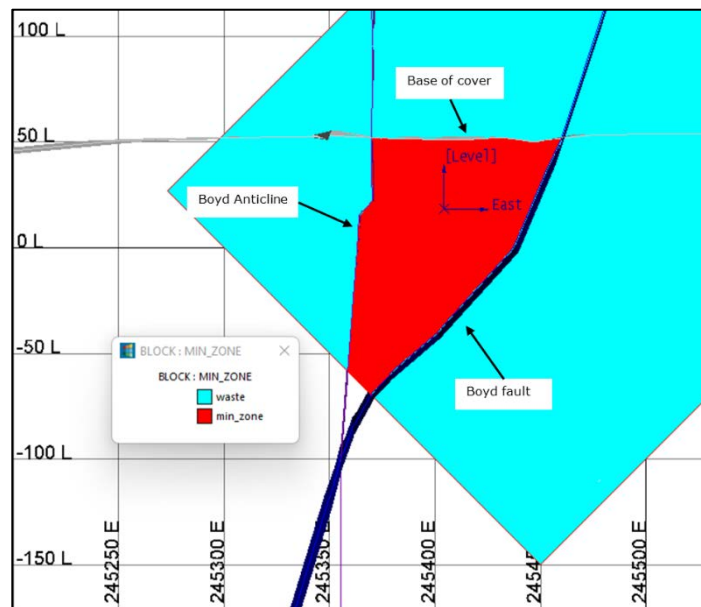 100 L
Base of cover
50 L
[Level]
Boyd Anticline
East
0 L
-50 L
BLOCK : MIN_ZONE
BLOCK: MIN_ZONE
waste
min_zone
Boyd fault
-100 L
-150 L
245250 E
245300 E
245350 E
245400 E
245500 E